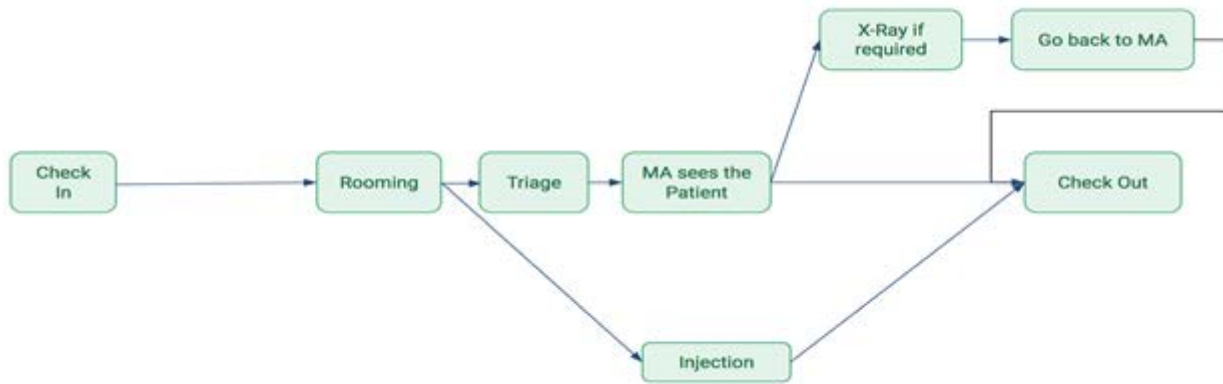 X-Ray if
required
Go back to MA
Check
In
Rooming
Triage
MA sees the
Patient
Check Out
Injection